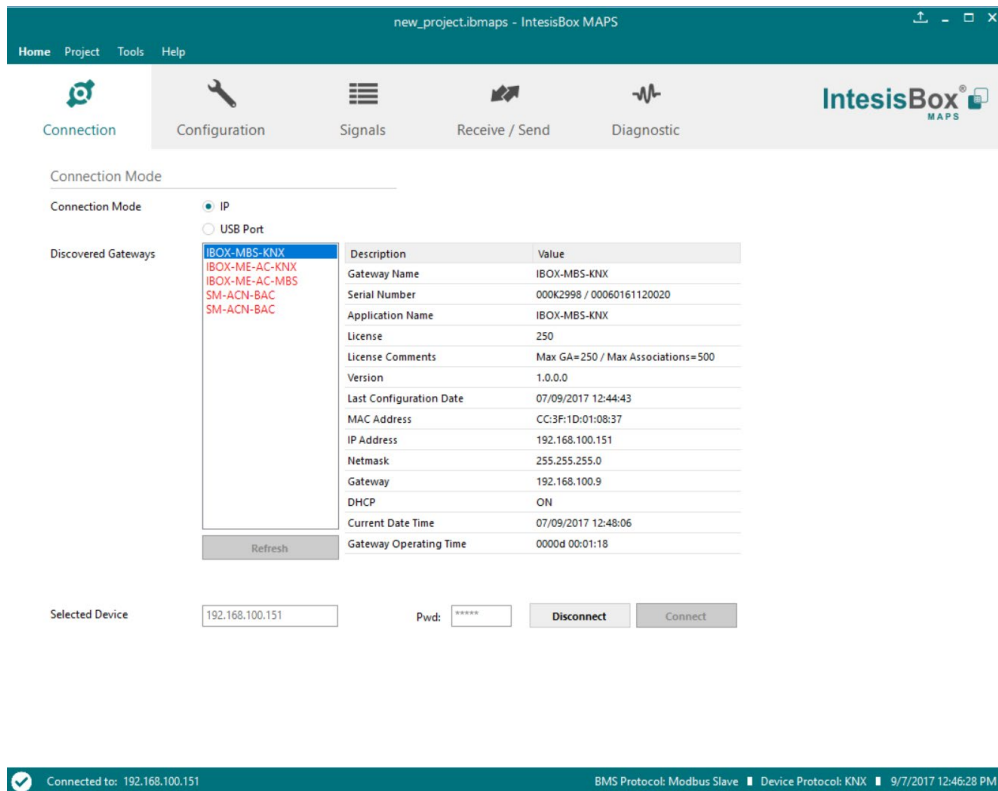 new_project.ibmaps - IntesisBox MAPS
Home Project Tools Help
Connection Configuration Signals Receive / Send Diagnostic
IntesisBox®
MAPS
Connection Mode
Connection Mode IP
USB Port
Discovered Gateways
IBOX-MBS-KNX
IBOX-ME-AC-KNX
IBOX-ME-AC-MBS
SM-ACN-BAC
SM-ACN-BAC
Refresh
Description Value
Gateway Name IBOX-MBS-KNX
Serial Number 000K2998 / 00060161120020
Application Name IBOX-MBS-KNX
License 250
License Comments Max GA=250 / Max Associations=500
Version 1.0.0.0
Last Configuration Date 07/09/2017 12:44:43
MAC Address CC:3F:1D:01:08:37
IP Address 192.168.100.151
Netmask 255.255.255.0
Gateway 192.168.100.9
DHCP ON
Current Date Time 07/09/2017 12:48:06
Gateway Operating Time 0000d 00:01:18
Selected Device 192.168.100.151 Pwd: ***** Disconnect Connect
Connected to: 192.168.100.151 BMS Protocol: Modbus Slave Device Protocol: KNX 9/7/2017 12:46:28 PM